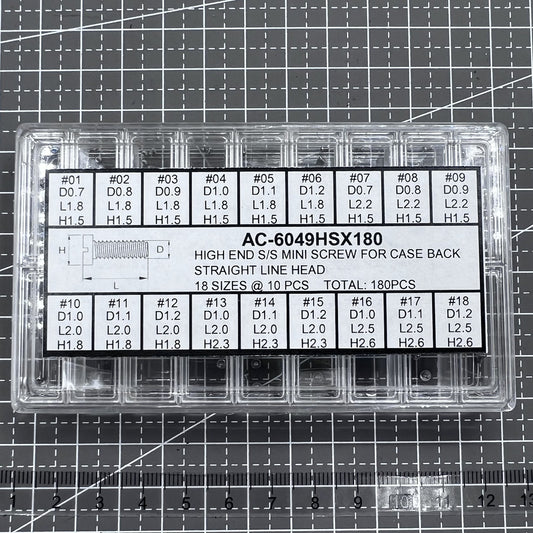 #01 #02 #03 #04 #05 #06 #07 #08 #09
D0.7 D0.8 D0.9 D1.0 D1.1 D1.2 D0.7 D0.8 D0.9
L1.8 L1.8 L1.8 L1.8 L1.8 L1.8 L2.2 L2.2 L2.2
H1.5 H1.5 H1.5 H1.5 H1.5 H1.5 H1.5 H1.5 H1.5
AC-6049HSX180
H D L
HIGH END S/S MINI SCREW FOR CASE BACK
STRAIGHT LINE HEAD
18 SIZES @ 10 PCS TOTAL: 180PCS
#10 #11 #12 #13 #14 #15 #16 #17 #18
D1.0 D1.1 D1.2 D1.0 D1.1 D1.2 D1.0 D1.1 D1.2
L2.0 L2.0 L2.0 L2.0 L2.0 L2.0 L2.5 L2.5 L2.5
H1.8 H1.8 H1.8 H2.3 H2.3 H2.3 H2.6 H2.6 H2.6
1 2 3 4 5 6 7 8 9 10 11 12 13